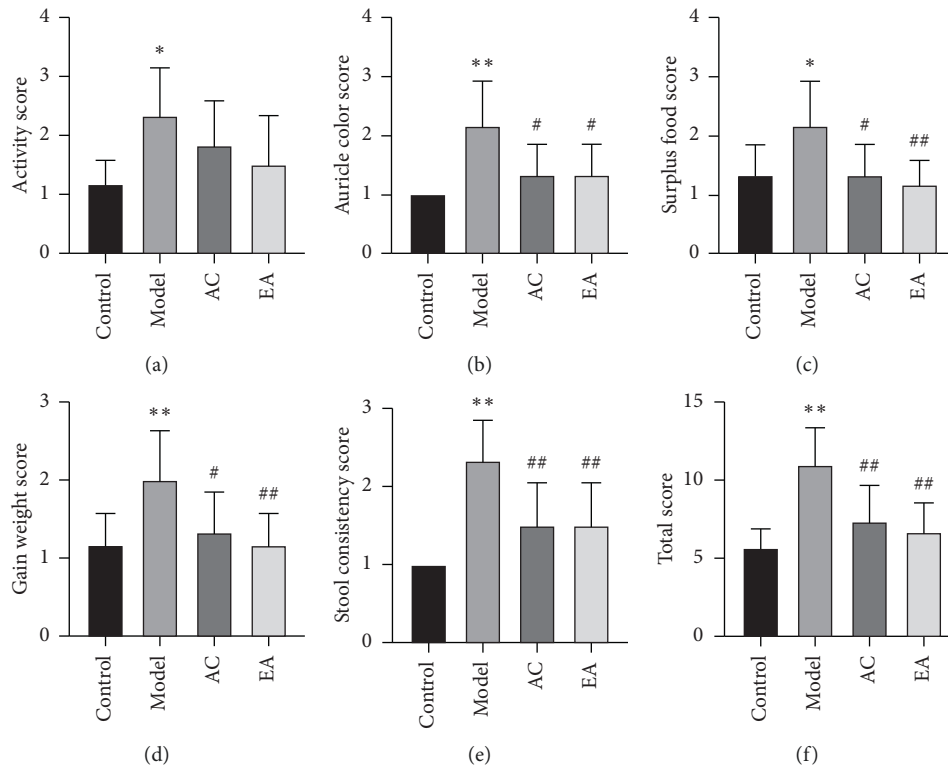 Activity score
4
3
2
1
0
*
Control
Model
AC
EA
(a)
Auricle color score
4
3
2
1
0
**
#
#
Control
Model
AC
EA
(b)
Surplus food score
4
3
2
1
0
*
#
##
Control
Model
AC
EA
(c)
Gain weight score
3
2
1
0
**
#
##
Control
Model
AC
EA
(d)
Stool consistency score
3
2
1
0
**
##
##
Control
Model
AC
EA
(e)
Total score
15
10
5
0
**
##
##
Control
Model
AC
EA
(f)